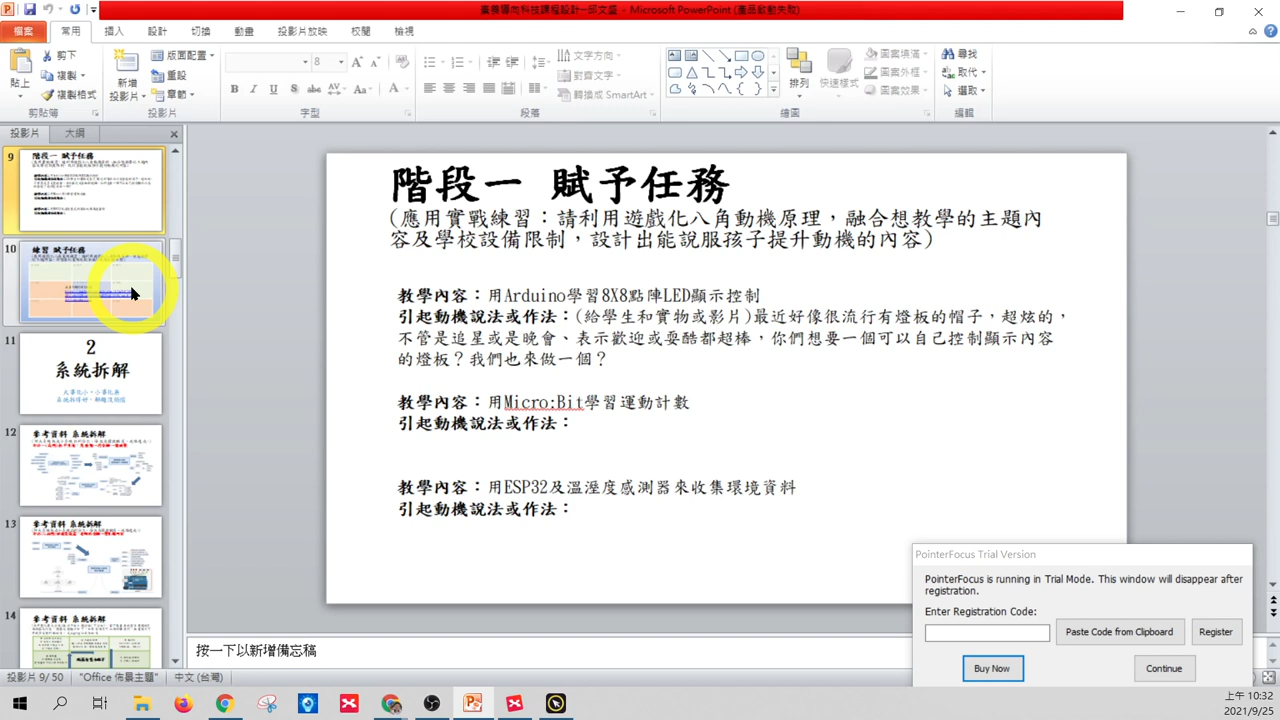 素養導向科技課程設計-邱文盛 - Microsoft PowerPoint (產品啟動失敗)
檔案 常用 插入 設計 切換 動畫 投影片放映 校閱 檢視
貼上
剪下
複製
複製格式
剪貼簿
新增投影片
版面配置
重設
章節
投影片
8
B I U S abc AV Aa A
字型
文字方向
對齊文字
轉換成 SmartArt
段落
排列
快速樣式
圖案填滿
圖案外框
圖案效果
繪圖
尋找
取代
選取
編輯
投影片 大綱
9
階段一 賦予任務
10
練習 賦予任務
11
2
系統拆解
12
參考資料 系統拆解
13
參考資料 系統拆解
14
階段一 賦予任務
(應用實戰練習：請利用遊戲化八角動機原理，融合想教學的主題內
容及學校設備限制，設計出能說服孩子提升動機的內容)
教學內容：用Arduino學習8X8點陣LED顯示控制
引起動機說法或作法：(給學生和實物或影片)最近好像很流行有燈板的帽子，超炫的，
不管是追星或是晚會、表示歡迎或耍酷都超棒，你們想要一個可以自己控制顯示內容
的燈板？我們也來做一個？
教學內容：用Micro:Bit學習運動計數
引起動機說法或作法：
教學內容：用ESP32及溫溼度感測器來收集環境資料
引起動機說法或作法：
按一下以新增備忘稿
PointerFocus Trial Version
PointerFocus is running in Trial Mode. This window will disappear after
registration.
Enter Registration Code:
Paste Code from Clipboard
Register
Buy Now
Continue
投影片 9/50 "Office 佈景主題" 中文 (台灣)
上午 10:32
2021/9/25